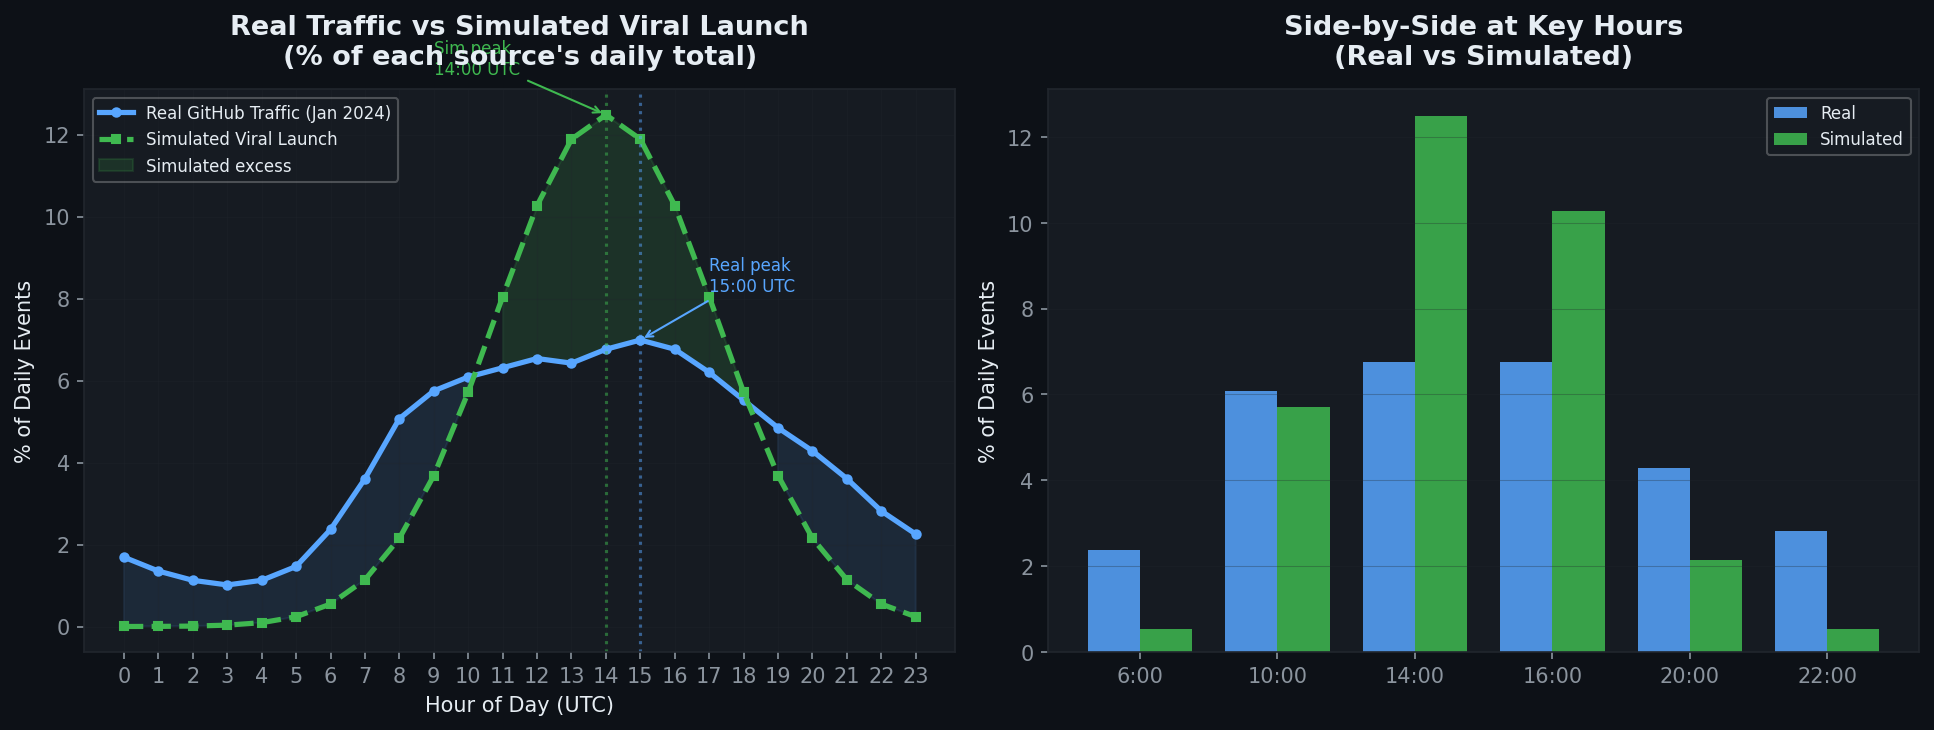 Real Traffic vs Simulated Viral Launch
(% of each source's daily total)
Sim peak
14:00 UTC
Real GitHub Traffic (Jan 2024)
Simulated Viral Launch
Simulated excess
Real peak
15:00 UTC
% of Daily Events
12
10
8
6
4
2
0
0 1 2 3 4 5 6 7 8 9 10 11 12 13 14 15 16 17 18 19 20 21 22 23
Hour of Day (UTC)
Side-by-Side at Key Hours
(Real vs Simulated)
Real
Simulated
% of Daily Events
12
10
8
6
4
2
0
6:00 10:00 14:00 16:00 20:00 22:00